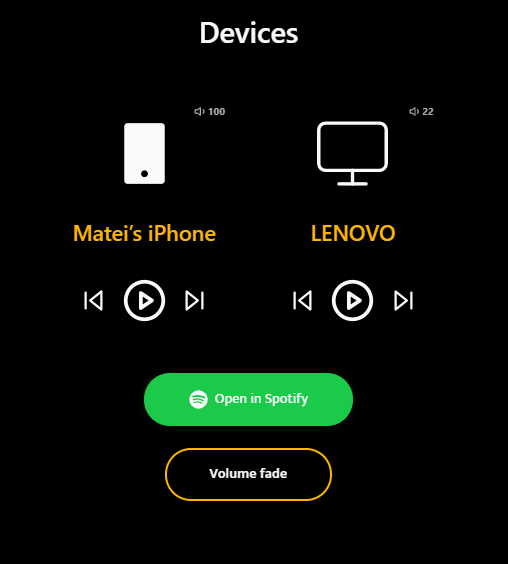 Devices
100
22
Matei’s iPhone
LENOVO
Open in Spotify
Volume fade